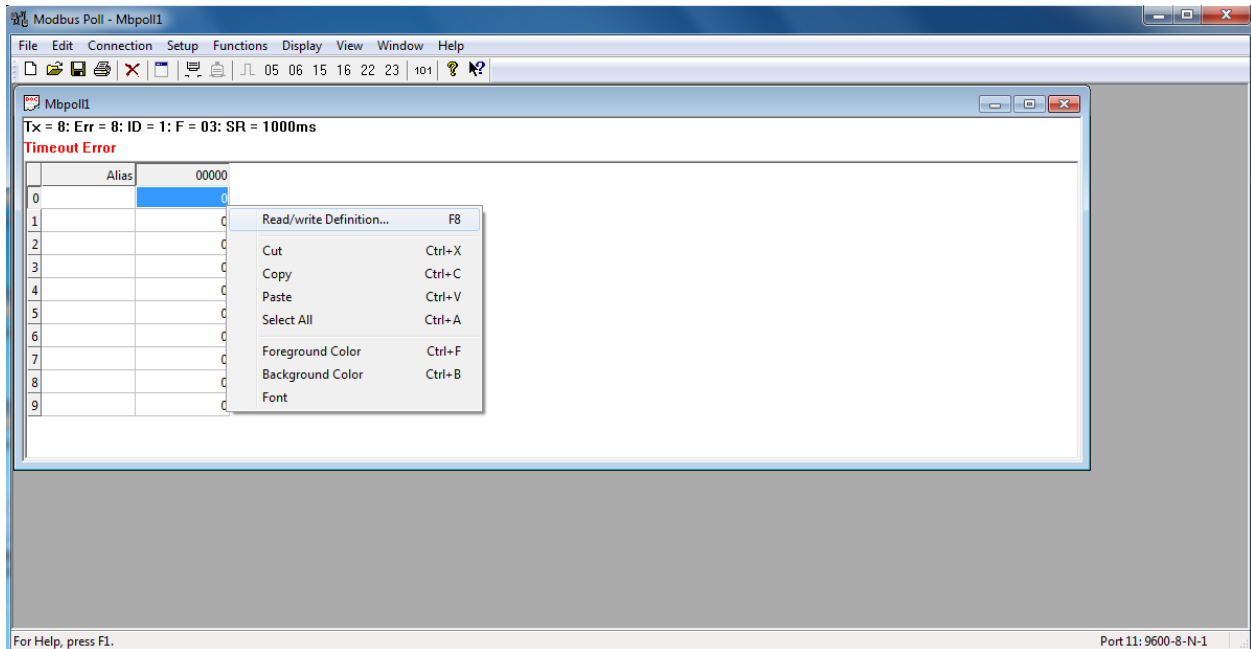 Modbus Poll - Mbpoll1
File Edit Connection Setup Functions Display View Window Help
05 06 15 16 22 23 101
Mbpoll1
Tx = 8: Err = 8: ID = 1: F = 03: SR = 1000ms
Timeout Error
Alias 00000
0 0
Read/write Definition... F8
1 0
2 0
Cut Ctrl+X
3 0
Copy Ctrl+C
4 0
Paste Ctrl+V
5 0
Select All Ctrl+A
6 0
Foreground Color Ctrl+F
7 0
Background Color Ctrl+B
8 0
Font
9 0
For Help, press F1.
Port 11: 9600-8-N-1